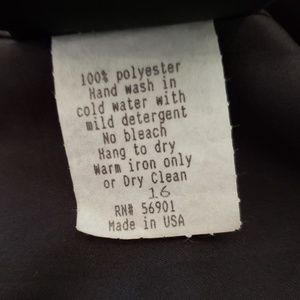 100% polyester
Hand wash in
cold water with
mild detergent
No bleach
Hang to dry
Warm iron only
or Dry Clean
16
RN# 56901
Made in USA